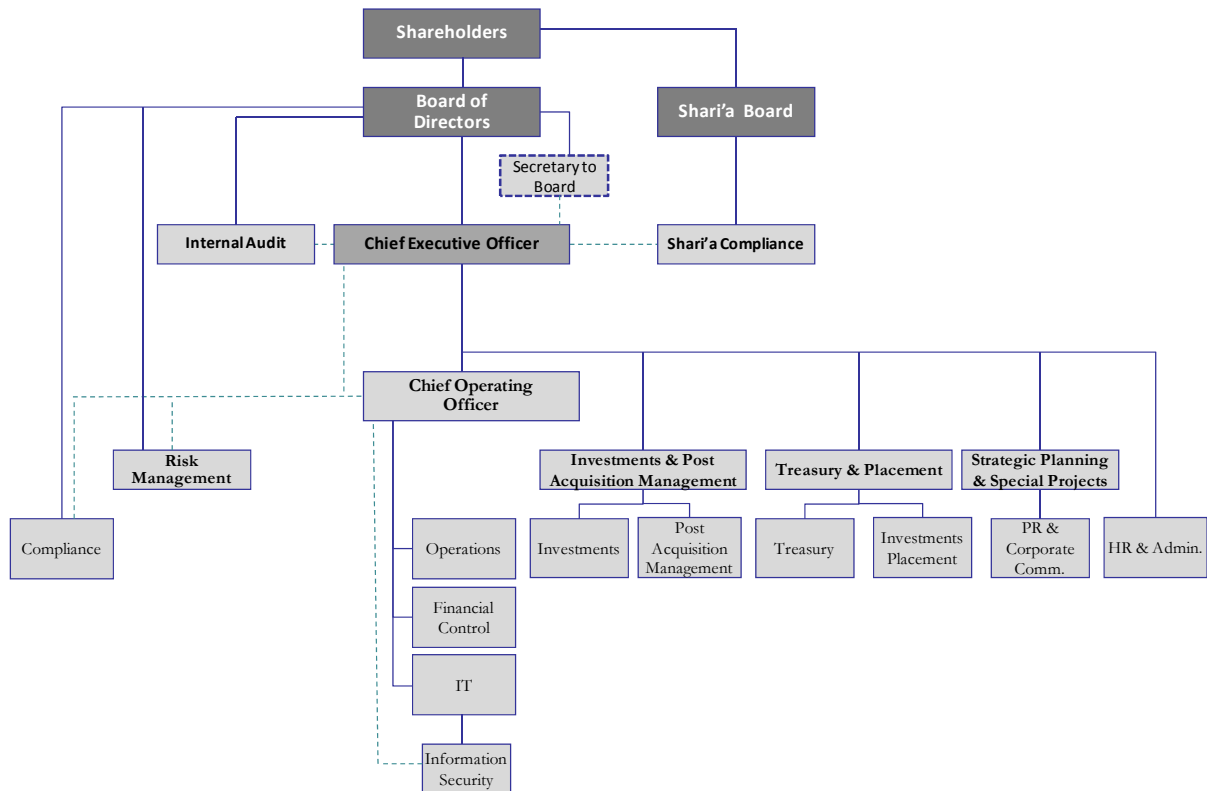 Shareholders
Board of
Directors
Shari'a Board
Secretary to
Board
Internal Audit
Chief Executive Officer
Shari'a Compliance
Chief Operating
Officer
Risk
Management
Investments & Post
Acquisition Management
Treasury & Placement
Strategic Planning
& Special Projects
Compliance
Operations
Investments
Post
Acquisition
Management
Treasury
Investments
Placement
PR &
Corporate
Comm.
HR & Admin.
Financial
Control
IT
Information
Security